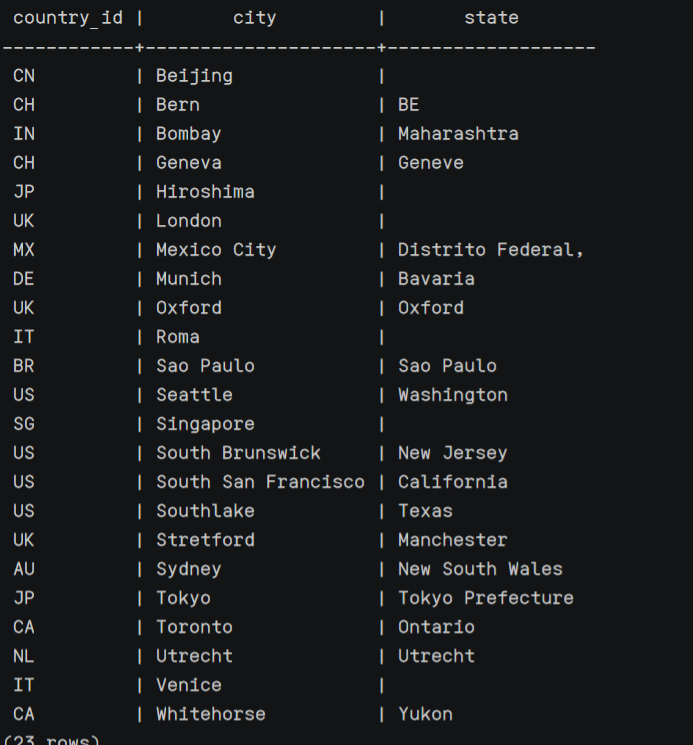 country_id |        city         |       state
------------+---------------------+-------------------
CN         | Beijing             |
CH         | Bern                | BE
IN         | Bombay              | Maharashtra
CH         | Geneva              | Geneve
JP         | Hiroshima           |
UK         | London              |
MX         | Mexico City         | Distrito Federal,
DE         | Munich              | Bavaria
UK         | Oxford              | Oxford
IT         | Roma                |
BR         | Sao Paulo           | Sao Paulo
US         | Seattle             | Washington
SG         | Singapore           |
US         | South Brunswick     | New Jersey
US         | South San Francisco | California
US         | Southlake           | Texas
UK         | Stretford           | Manchester
AU         | Sydney              | New South Wales
JP         | Tokyo               | Tokyo Prefecture
CA         | Toronto             | Ontario
NL         | Utrecht             | Utrecht
IT         | Venice              |
CA         | Whitehorse          | Yukon
(23 rows)